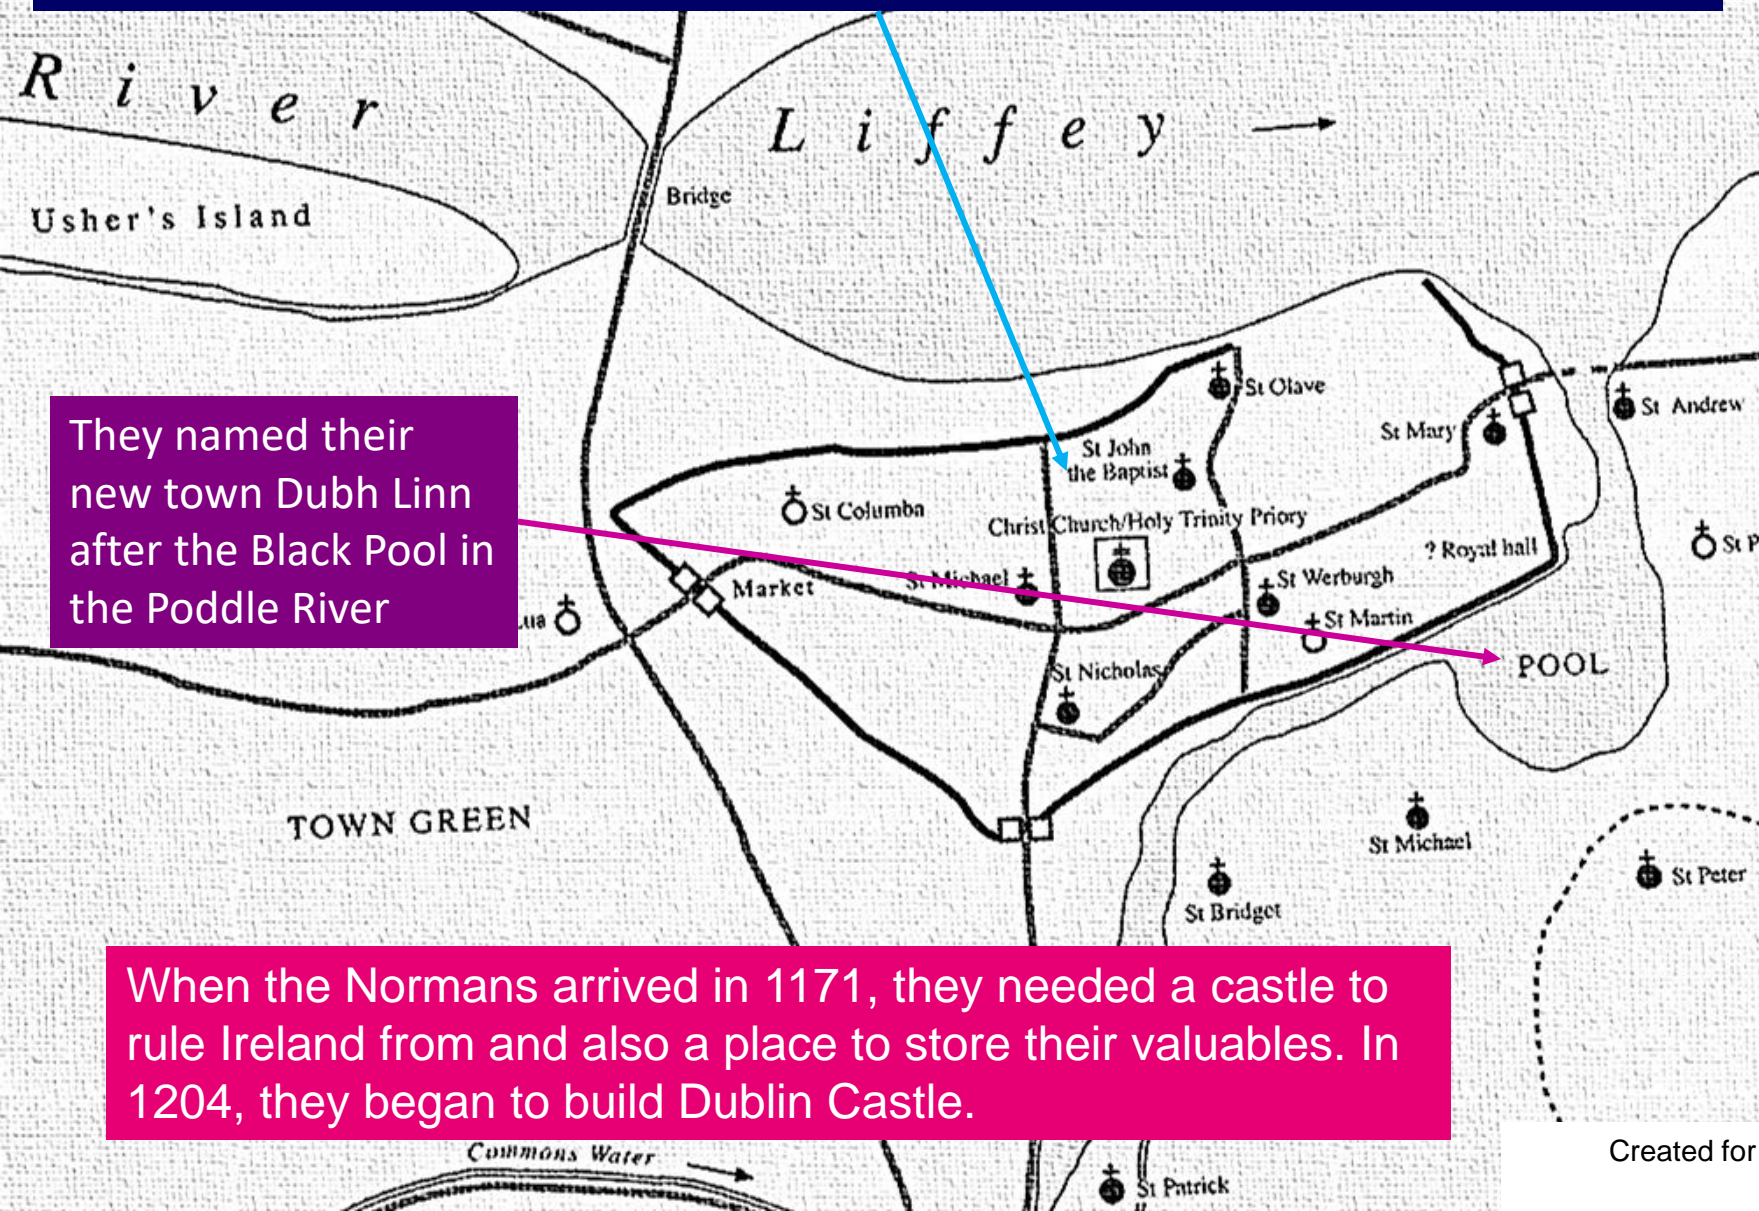 River
Liffey
Bridge
Usher's Island
St Olave
St Andrew
St Mary
They named their
new town Dubh Linn
after the Black Pool in
the Poddle River
St John
the Baptist
St Columba
Christ Church/Holy Trinity Priory
? Royal hall
St P
St Michael
Market
St Werburgh
St Martin
Lua
St Nicholas
POOL
TOWN GREEN
St Michael
St Peter
St Bridget
When the Normans arrived in 1171, they needed a castle to
rule Ireland from and also a place to store their valuables. In
1204, they began to build Dublin Castle.
Commons Water
Created for
St Patrick